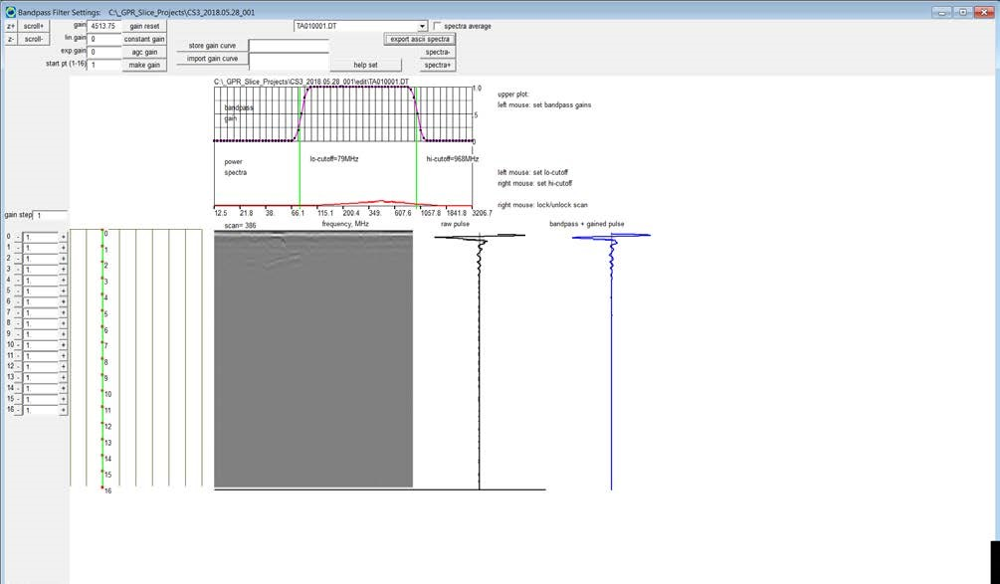 Bandpass Filter Settings: C:\_GPR_Slice_Projects\CS3_2018.05.28_001
z+ scroll+ gain 4513.75 gain reset TA010001.DT spectra average
z- scroll- lin.gain 0 constant gain store gain curve export ascii spectra
exp.gain 0 agc gain import gain curve spectra-
start pt (1-16) 1 make gain help set spectra+
C:\_GPR_Slice_Projects\CS3_2018.05.28_001\edit\TA010001.DT
1.0
upper plot:
bandpass
left mouse: set bandpass gains
gain
.5
0
power
lo-cutoff=79MHz
hi-cutoff=968MHz
spectra
left mouse: set lo-cutoff
right mouse: set hi-cutoff
right mouse: lock/unlock scan
12.5 21.8 38. 66.1 115.1 200.4 349. 607.6 1057.8 1841.8 3206.7
gain step 1
scan= 386 frequency, MHz raw pulse bandpass + gained pulse
0 - 1. + 0
1 - 1. + 1
2 - 1. + 2
3 - 1. + 3
4 - 1. + 4
5 - 1. + 5
6 - 1. + 6
7 - 1. + 7
8 - 1. + 8
9 - 1. + 9
10 - 1. + 10
11 - 1. + 11
12 - 1. + 12
13 - 1. + 13
14 - 1. + 14
15 - 1. + 15
16 - 1. + 16